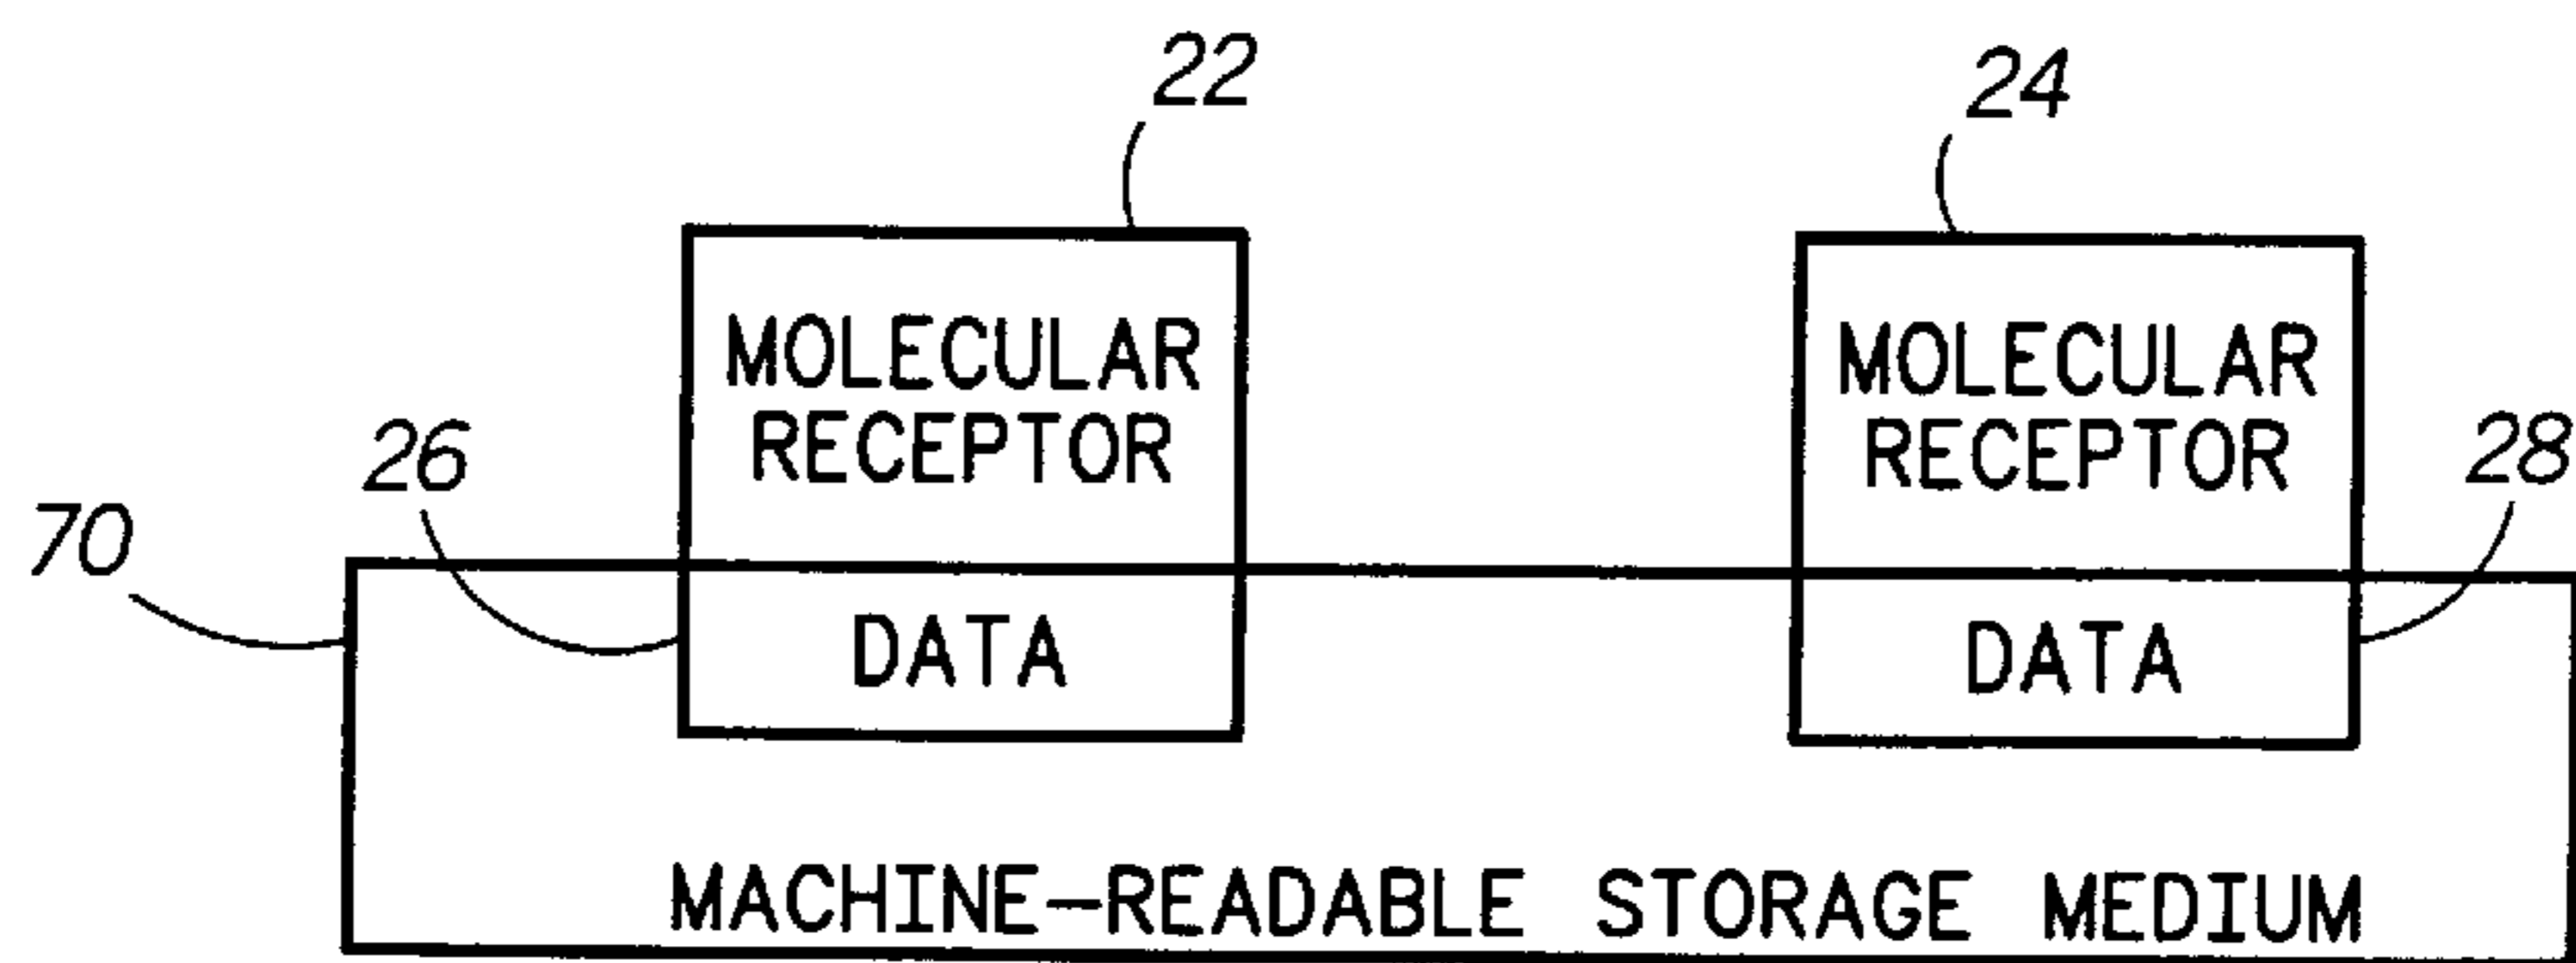 22
24
MOLECULAR
RECEPTOR
MOLECULAR
RECEPTOR
26
28
70
DATA
DATA
MACHINE-READABLE STORAGE MEDIUM